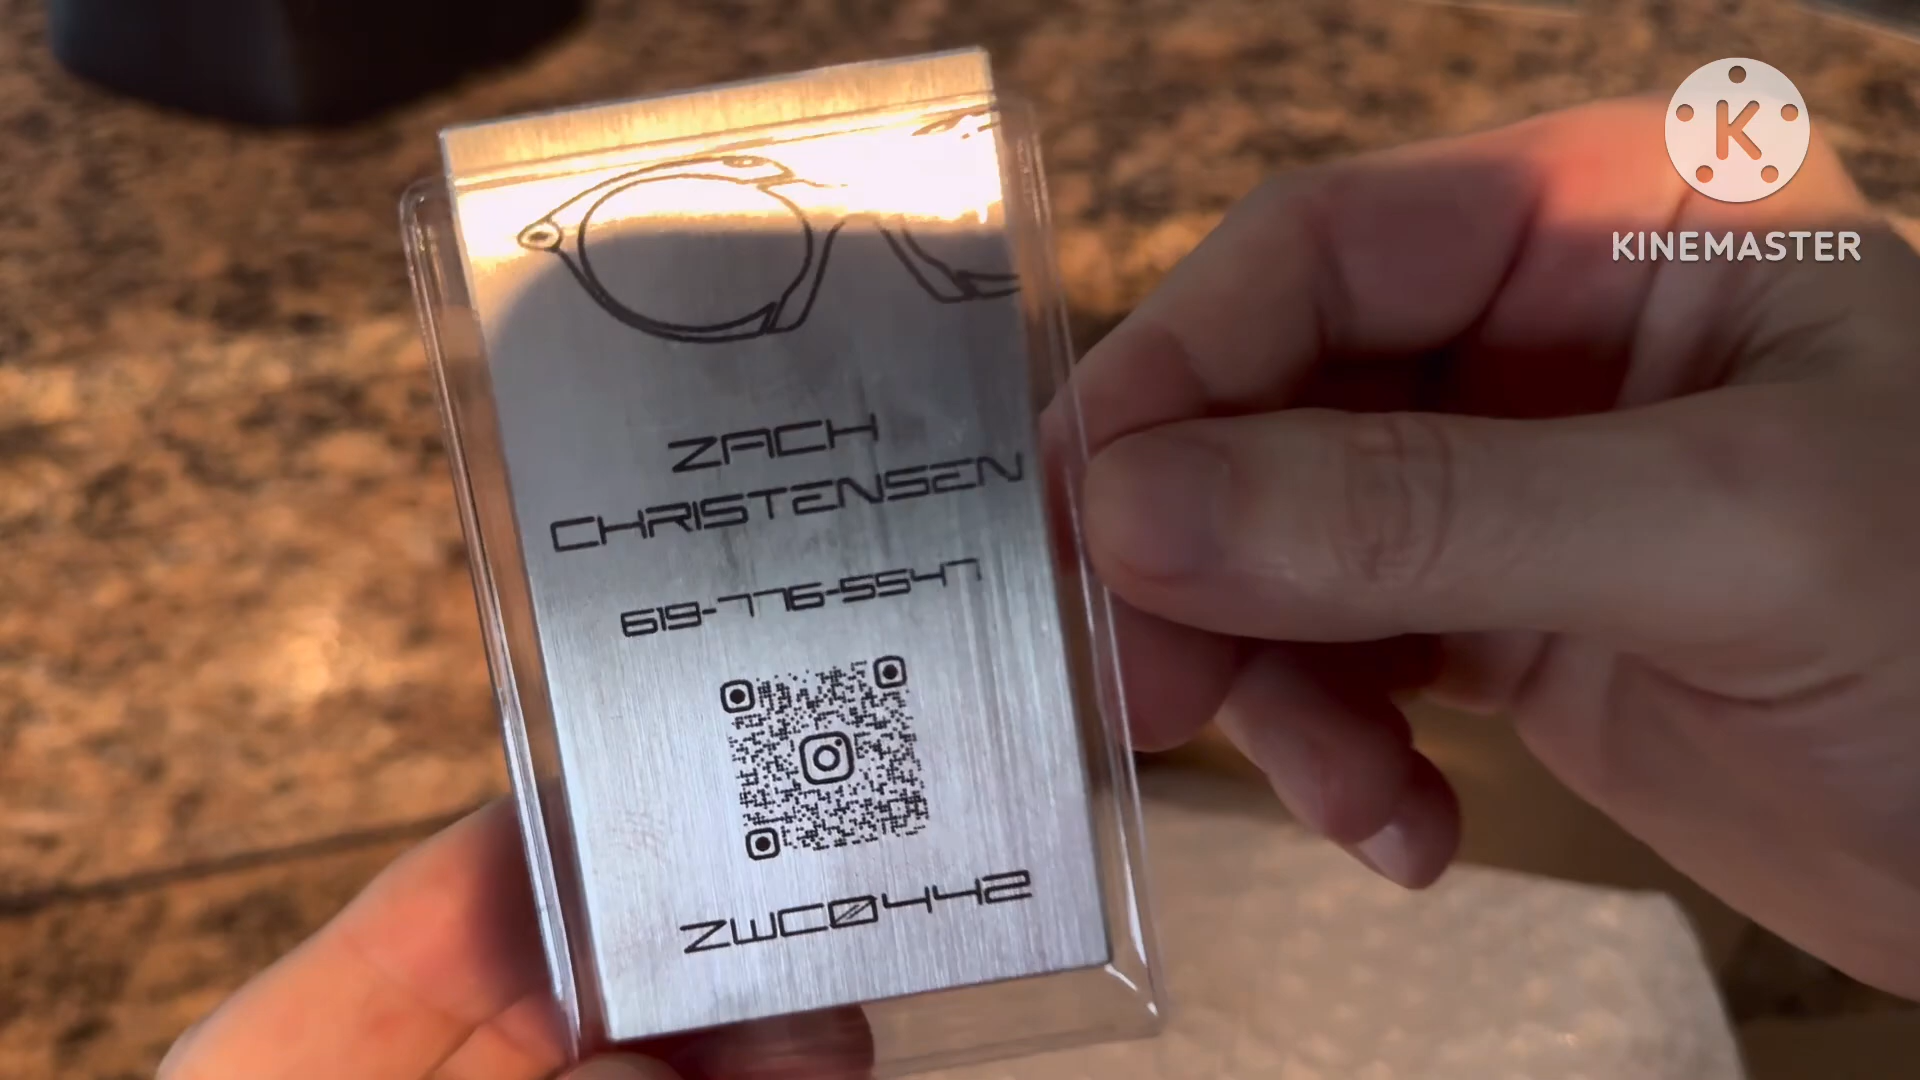 ZACH
CHRISTENSEN
619-776-5547
ZWC0442
K
KINEMASTER